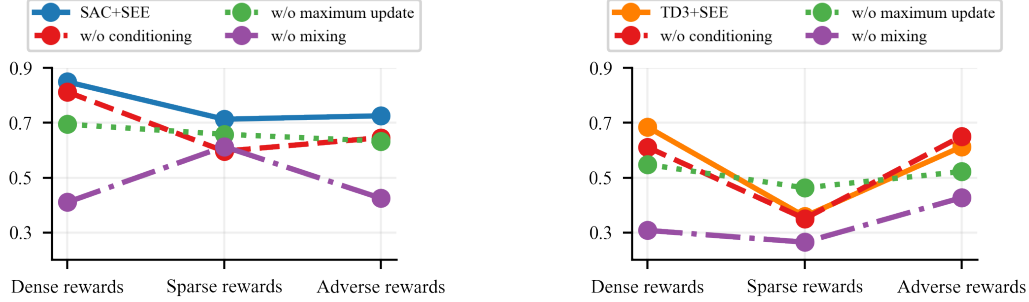 SAC+SEE
w/o maximum update
w/o conditioning
w/o mixing
0.9
0.7
0.5
0.3
Dense rewards
Sparse rewards
Adverse rewards
TD3+SEE
w/o maximum update
w/o conditioning
w/o mixing
0.9
0.7
0.5
0.3
Dense rewards
Sparse rewards
Adverse rewards